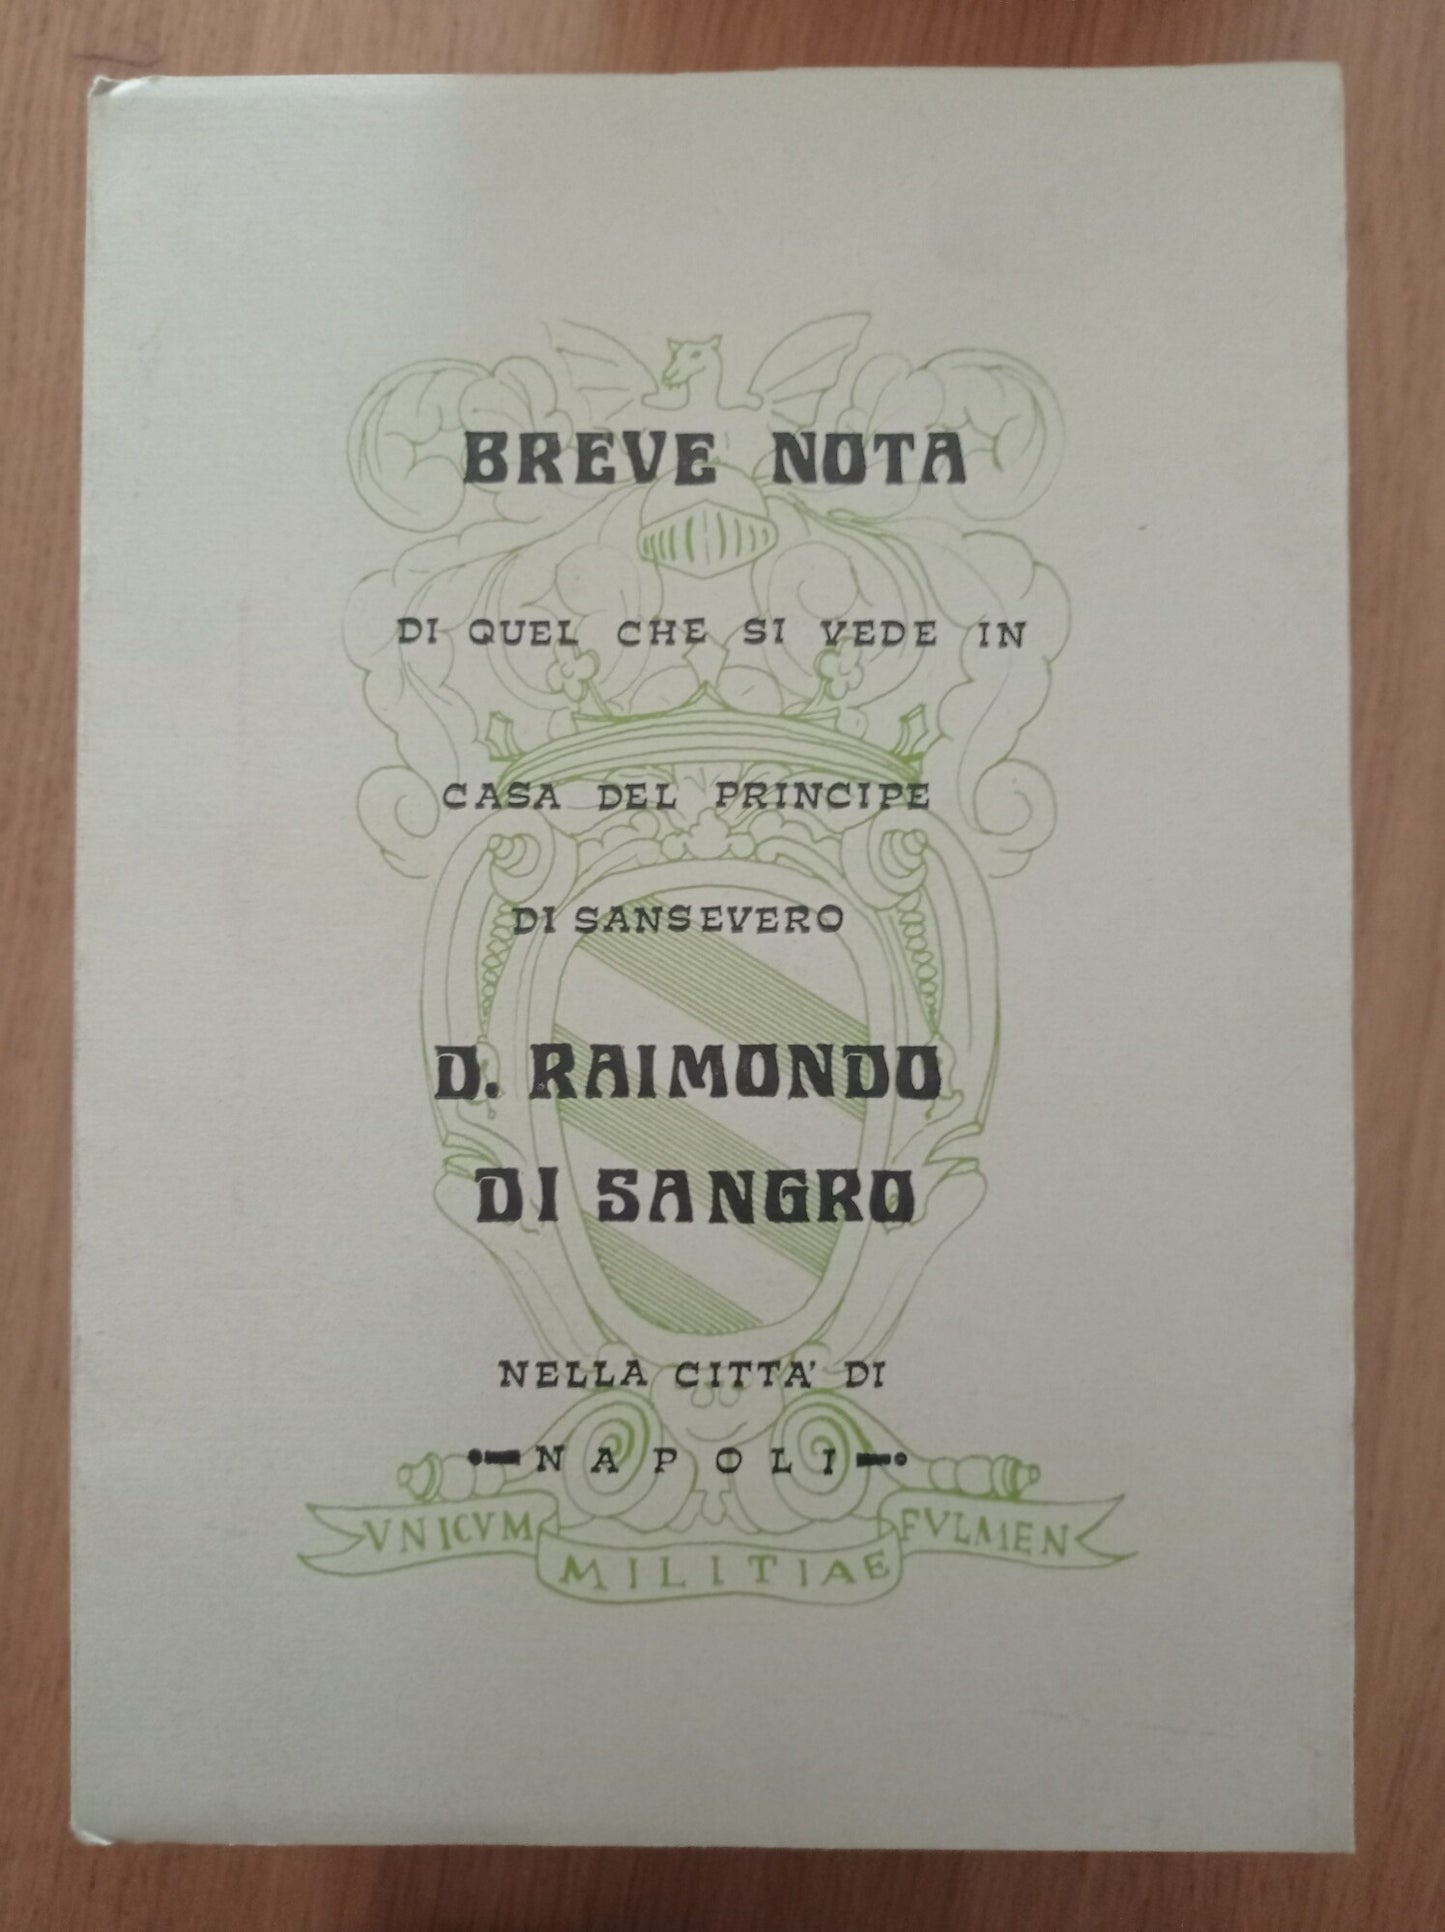 BREVE NOTA
DI QUEL CHE SI VEDE IN
CASA DEL PRINCIPE
DI SANSEVERO
D. RAIMONDO
DI SANGRO
NELLA CITTA' DI
NAPOLI
VNICVM MILITIAE FVLMEN